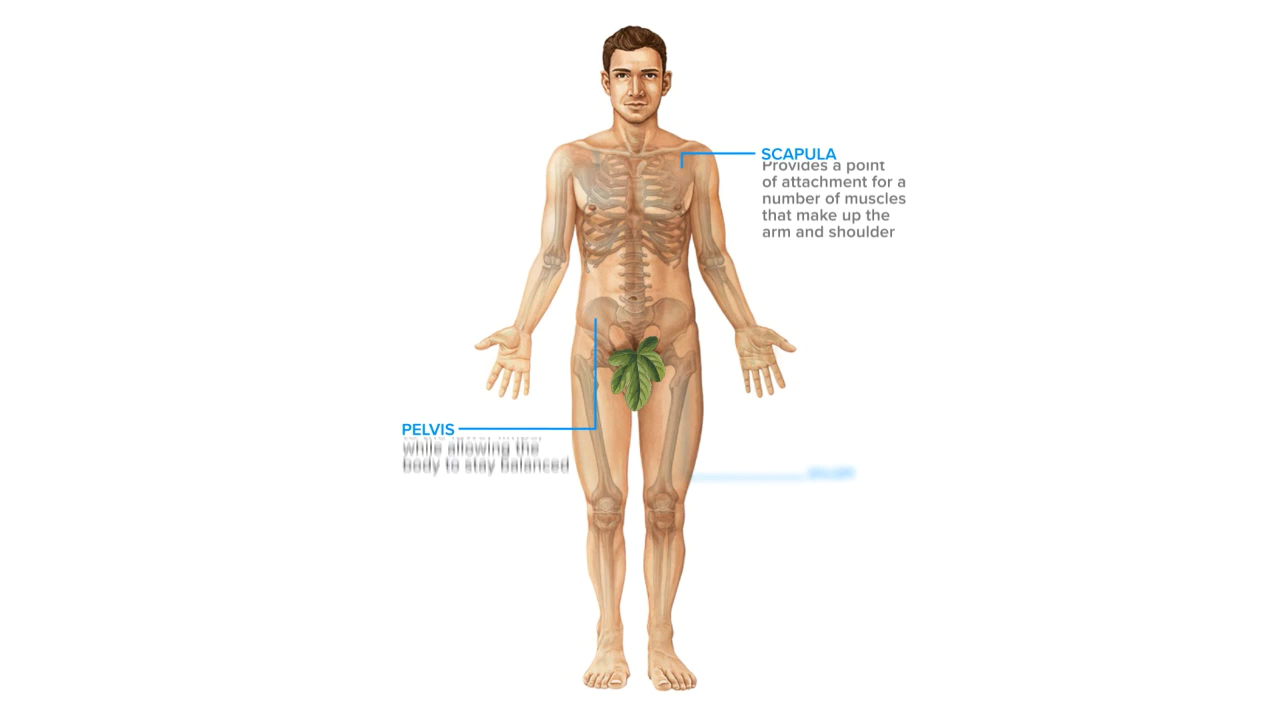 SCAPULA
Provides a point
of attachment for a
number of muscles
that make up the
arm and shoulder
PELVIS
while allowing the
body to stay balanced